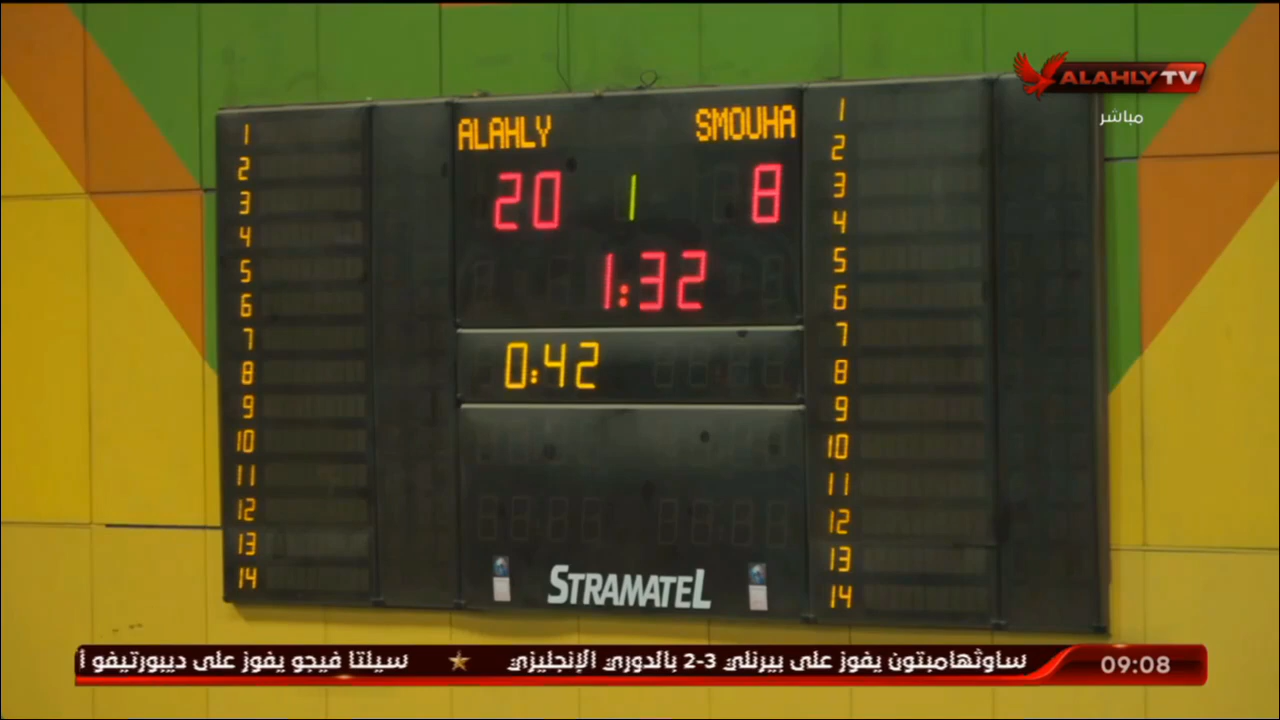 ALAHLY TV
مباشر
ALAHLY SMOUHA
20 1 8
1:32
0:42
1 1
2 2
3 3
4 4
5 5
6 6
7 7
8 8
9 9
10 10
11 11
12 12
13 13
14 14
STRAMATEL
ساوثهامبتون يفوز على بيرنلي 3-2 بالدوري الإنجليزي ★ سيلتا فيجو يفوز على ديبورتيفو أ
09:08